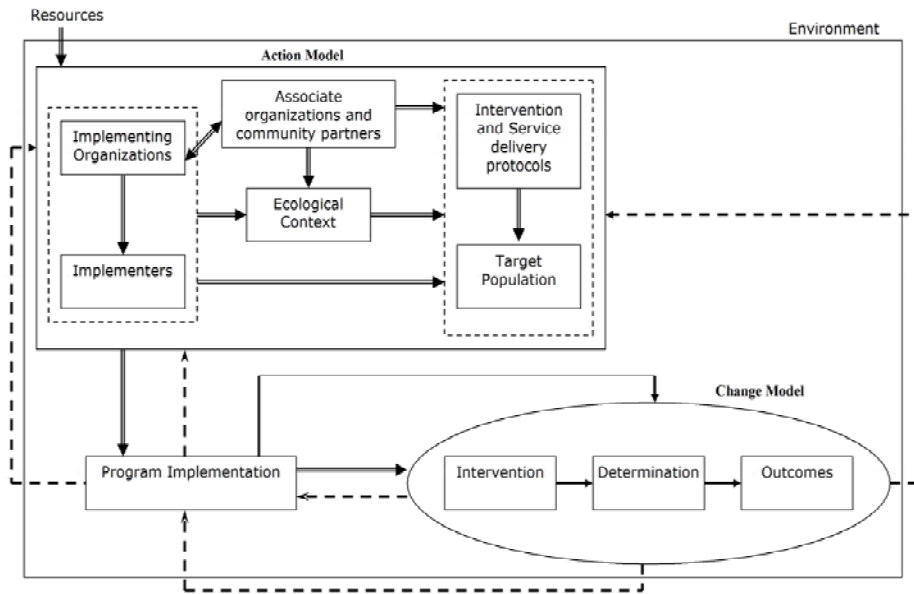 Resources
Environment
Action Model
Associate
organizations and
community partners
Implementing
Organizations
Intervention
and Service
delivery
protocols
Ecological
Context
Implementers
Target
Population
Change Model
Program Implementation
Intervention
Determination
Outcomes